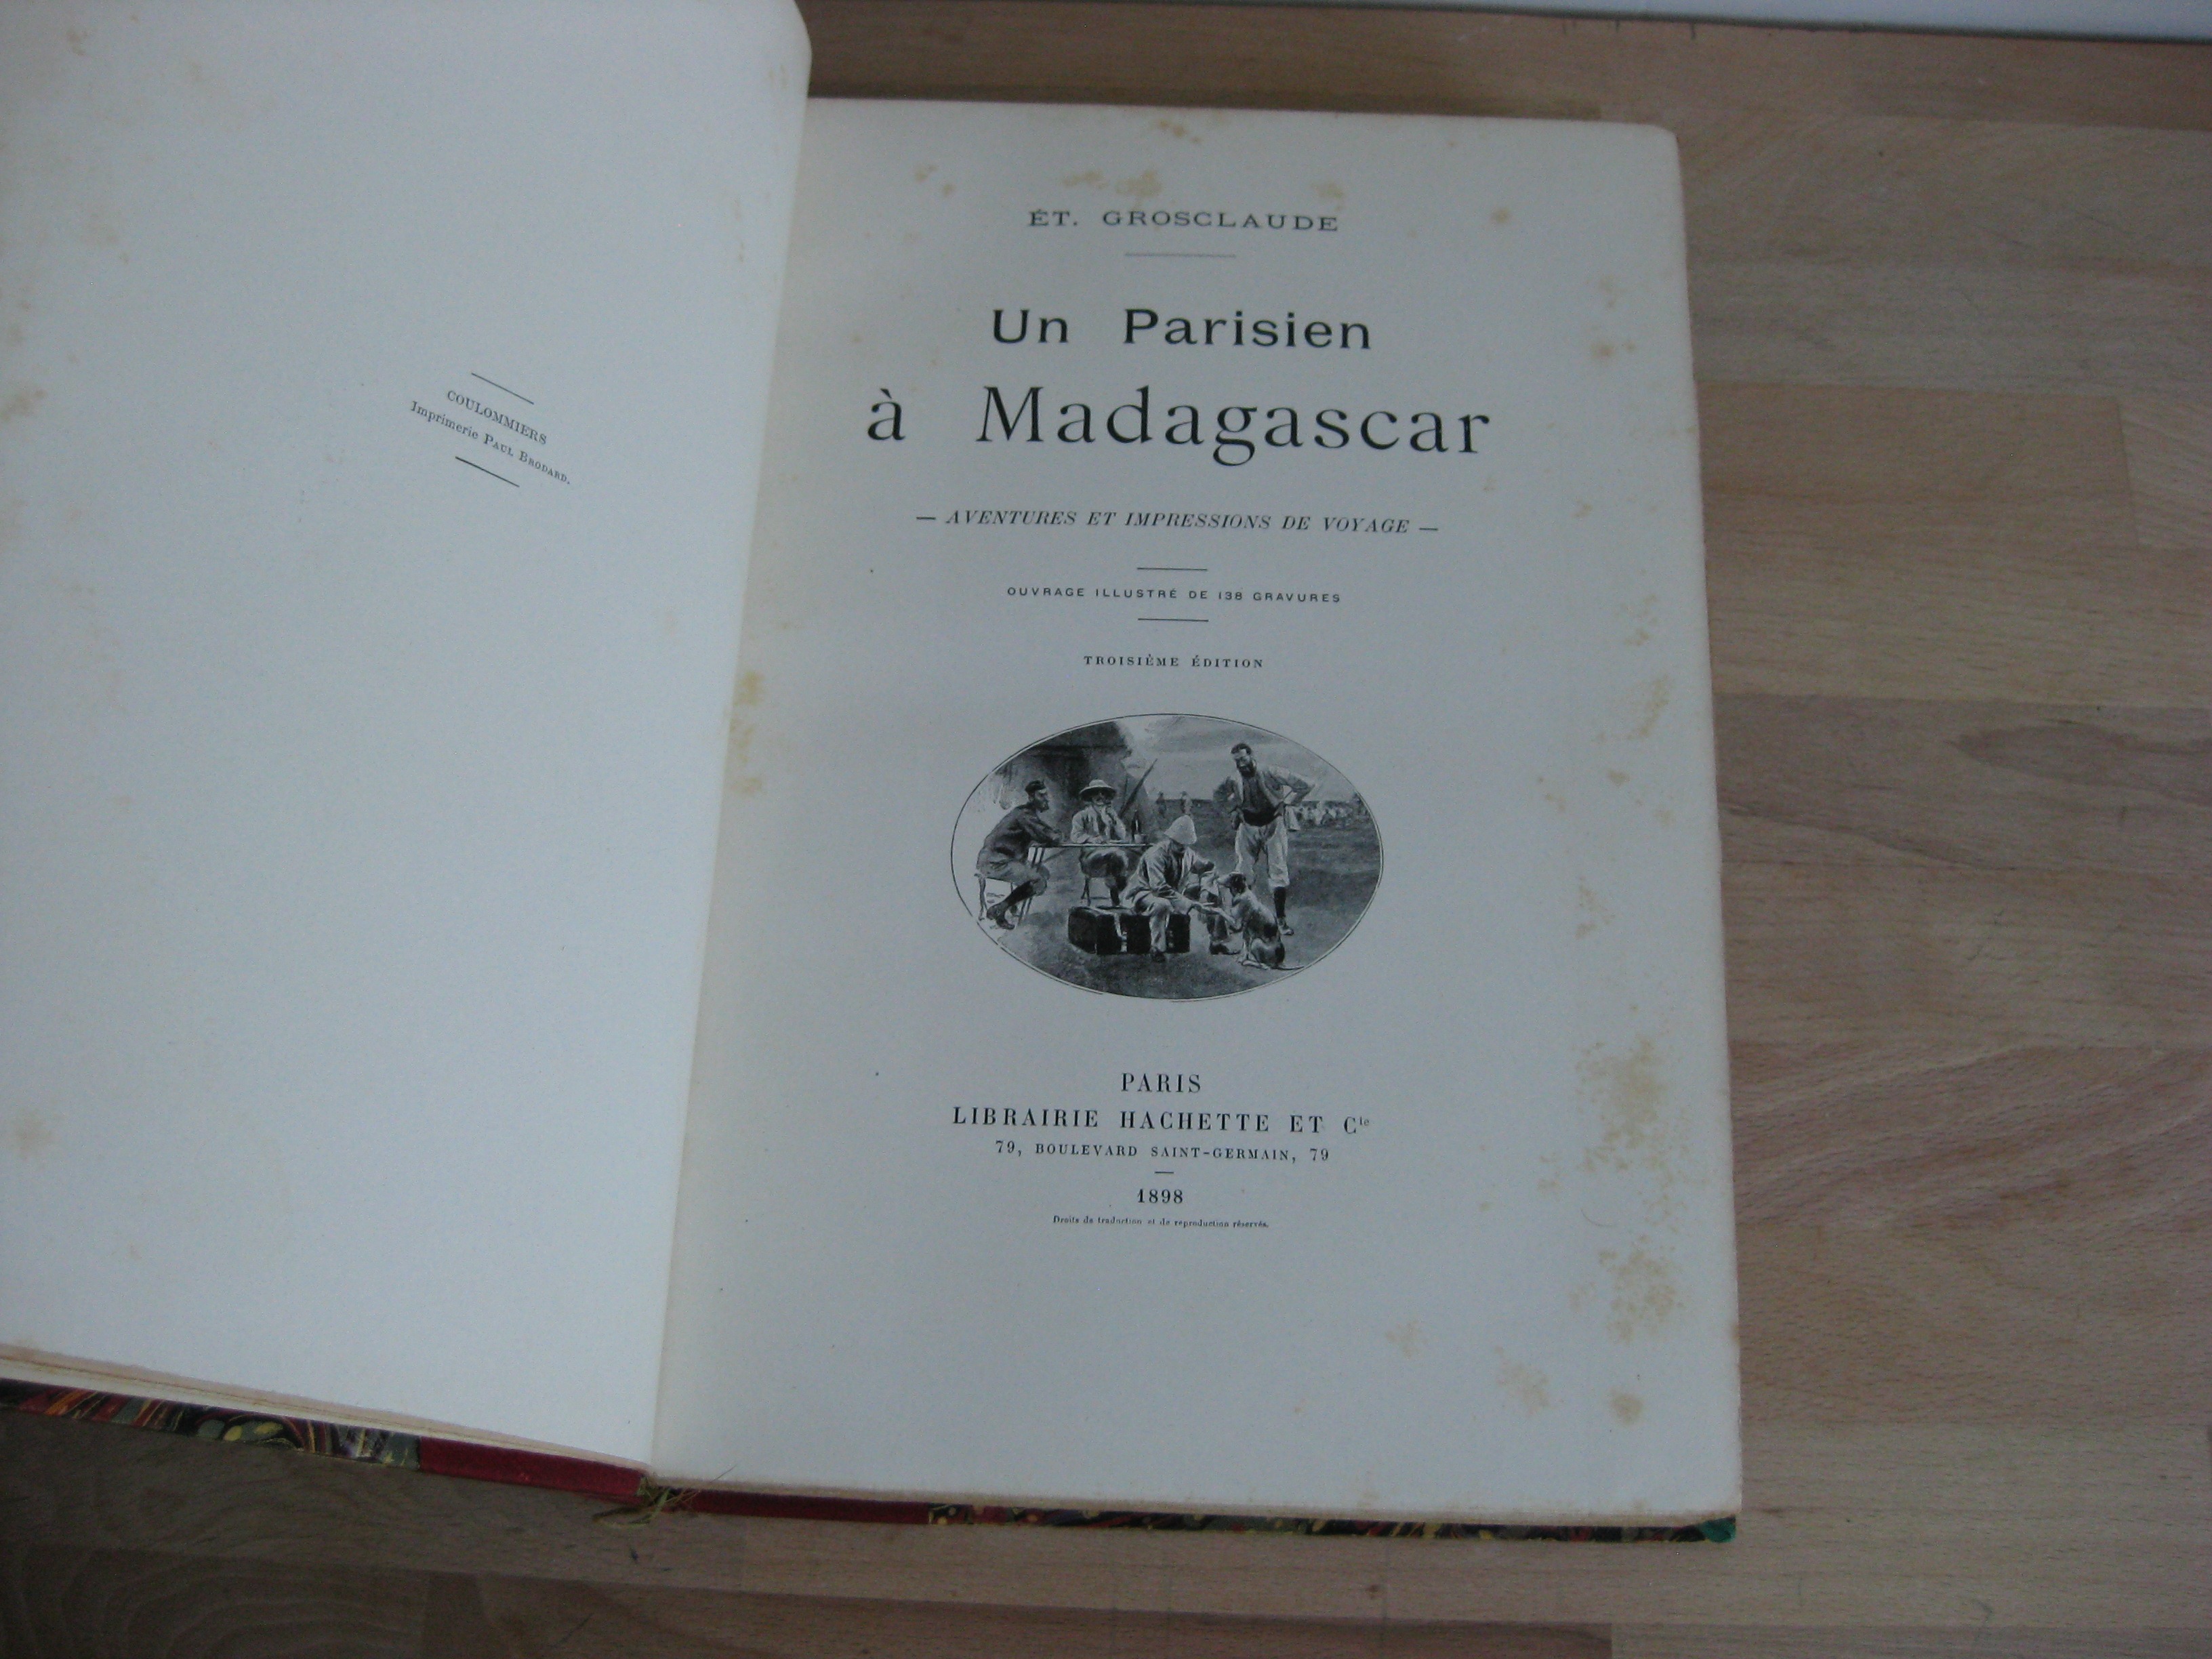 COULOMMIERS
Imprimerie PAUL BRODARD.
ÉT. GROSCLAUDE
Un Parisien
à Madagascar
— AVENTURES ET IMPRESSIONS DE VOYAGE —
OUVRAGE ILLUSTRÉ DE 138 GRAVURES
TROISIÈME ÉDITION
PARIS
LIBRAIRIE HACHETTE ET Cie
79, BOULEVARD SAINT-GERMAIN, 79
1898
Droits de traduction et de reproduction réservés.